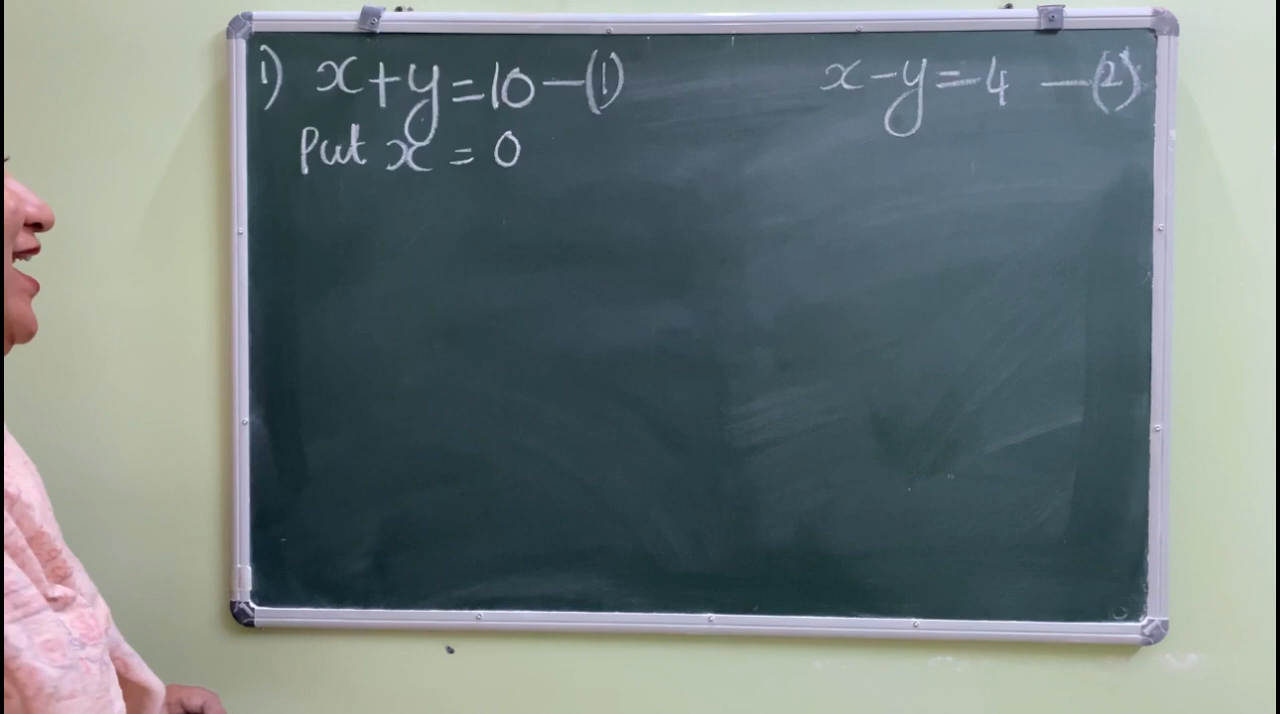 1) x+y=10-(1) x-y=-4 -(2)
Put x = 0